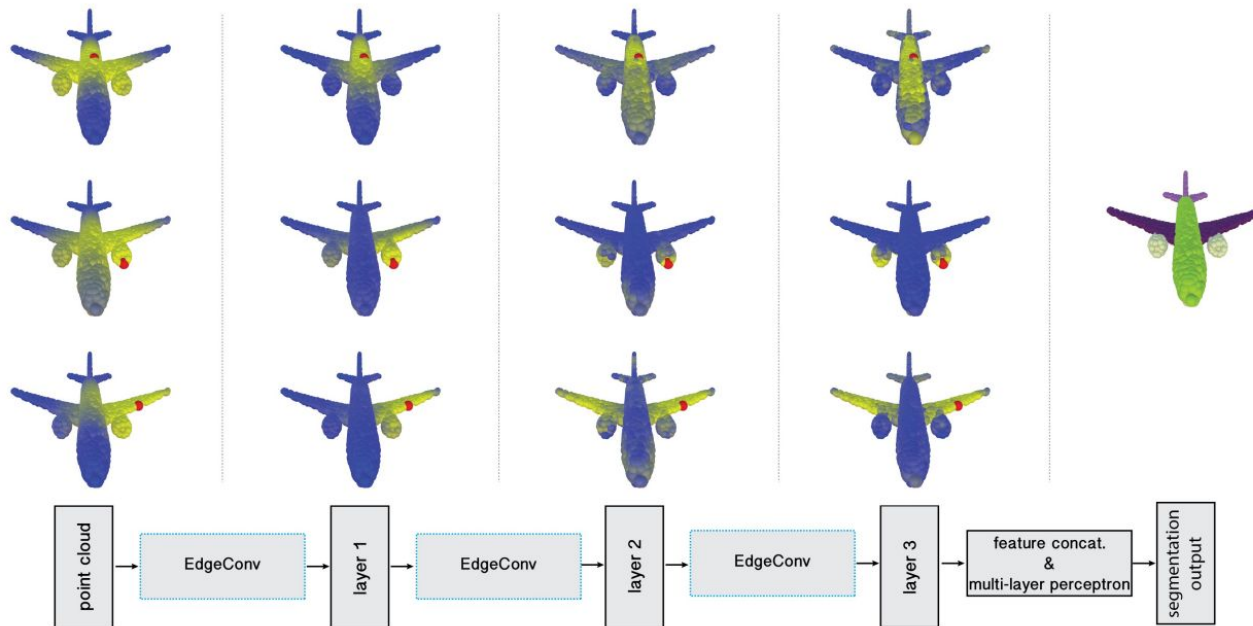 point cloud
EdgeConv
layer 1
EdgeConv
layer 2
EdgeConv
layer 3
feature concat.
&
multi-layer perceptron
segmentation
output